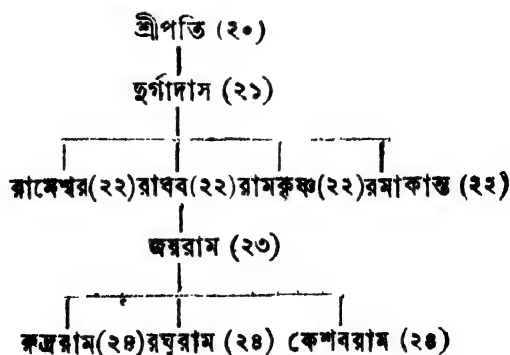 শ্রীপতি (২০)
দুর্গাদাস (২১)
রামেশ্বর(২২)রাঘব(২২)রামকৃষ্ণ(২২)রমাকান্ত (২২)
জয়রাম (২৩)
রুদ্ররাম(২৪)রঘুরাম (২৪) কেশবরাম (২৪)